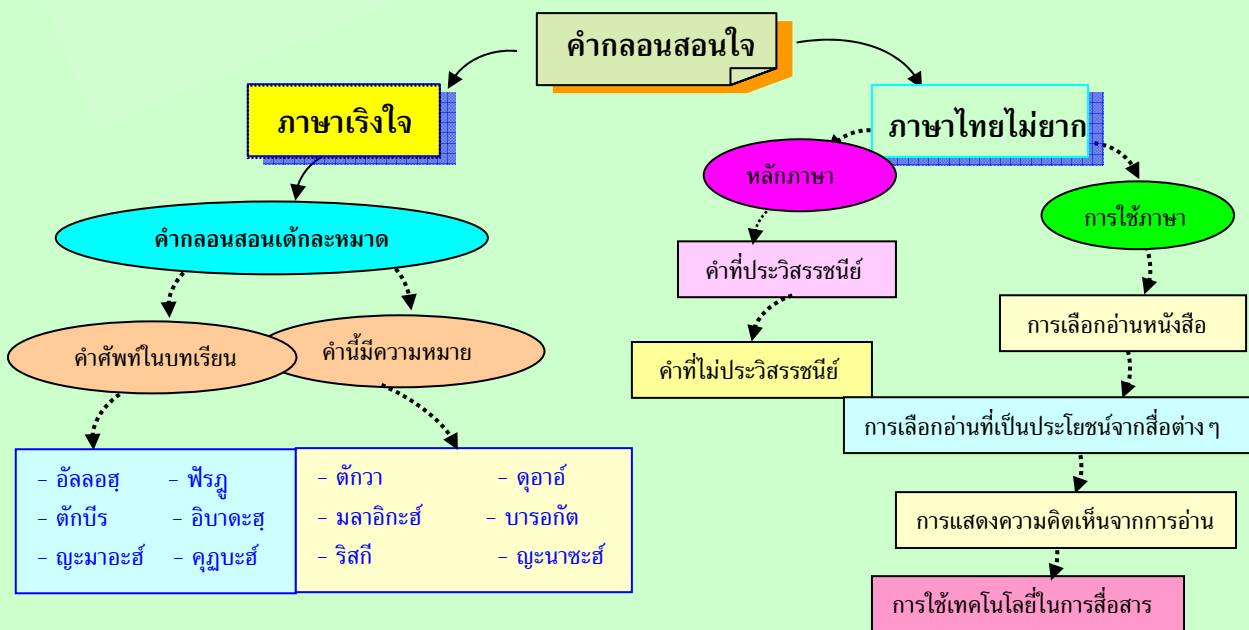 คำกลอนสอนใจ
ภาษาเริงใจ
คำกลอนสอนเด้กละหมาด
คำศัพท์ในบทเรียน
- อัลลอฮฺ - ฟัรฎู
- ตักบีร - อิบาดะฮฺ
- ญะมาอะฮ์ - คุฏบะฮ์
คำนี้มีความหมาย
- ตักวา - ดุอาอ์
- มลาอิกะฮ์ - บารอกัต
- ริสกี - ญะนาซะฮ์
ภาษาไทยไม่ยาก
หลักภาษา
คำที่ประวิสรรชนีย์
คำที่ไม่ประวิสรรชนีย์
การใช้ภาษา
การเลือกอ่านหนังสือ
การเลือกอ่านที่เป็นประโยชน์จากสื่อต่าง ๆ
การแสดงความคิดเห็นจากการอ่าน
การใช้เทคโนโลยี่ในการสื่อสาร